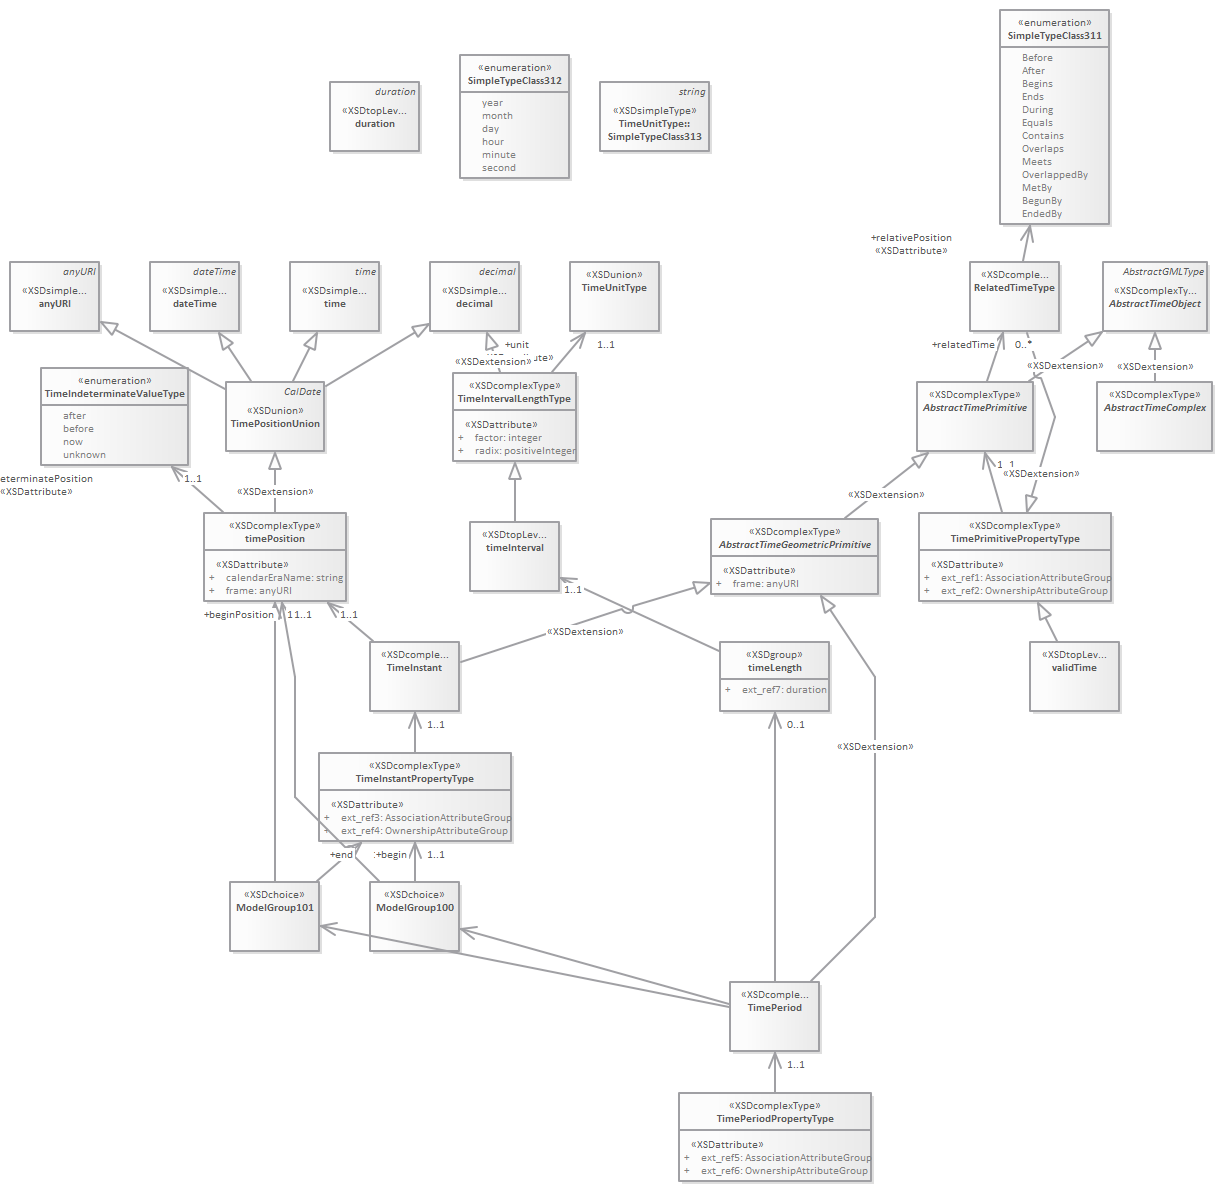 «enumeration»
SimpleTypeClass311
Before
After
Begins
Ends
During
Equals
Contains
Overlaps
Meets
OverlappedBy
MetBy
BegunBy
EndedBy
duration
«XSDtopLev...
duration
«enumeration»
SimpleTypeClass312
year
month
day
hour
minute
second
string
«XSDsimpleType»
TimeUnitType::
SimpleTypeClass313
+relativePosition
«XSDattribute»
anyURI
«XSDsimple...
anyURI
dateTime
«XSDsimple...
dateTime
time
«XSDsimple...
time
decimal
«XSDsimple...
decimal
«XSDunion»
TimeUnitType
«XSDcomple...
RelatedTimeType
AbstractGMLType
«XSDcomplexTy...
AbstractTimeObject
+unit
1..1
«XSDextension»
+relatedTime
0..*
«XSDextension»
«XSDextension»
«enumeration»
TimeIndeterminateValueType
after
before
now
unknown
CalDate
«XSDunion»
TimePositionUnion
«XSDcomplexType»
TimeIntervalLengthType
«XSDattribute»
+ factor: integer
+ radix: positiveInteger
«XSDcomplexType»
AbstractTimePrimitive
«XSDcomplexType»
AbstractTimeComplex
eterminatePosition
«XSDattribute»
1..1
«XSDextension»
«XSDextension»
1..1
«XSDextension»
«XSDcomplexType»
timePosition
«XSDattribute»
+ calendarEraName: string
+ frame: anyURI
«XSDtopLev...
timeInterval
«XSDcomplexType»
AbstractTimeGeometricPrimitive
«XSDattribute»
+ frame: anyURI
«XSDcomplexType»
TimePrimitivePropertyType
«XSDattribute»
+ ext_ref1: AssociationAttributeGroup
+ ext_ref2: OwnershipAttributeGroup
+beginPosition
1..1
1..1
1..1
«XSDextension»
«XSDcomple...
TimeInstant
«XSDgroup»
timeLength
+ ext_ref7: duration
«XSDtopLev...
validTime
1..1
0..1
«XSDextension»
«XSDcomplexType»
TimeInstantPropertyType
«XSDattribute»
+ ext_ref3: AssociationAttributeGroup
+ ext_ref4: OwnershipAttributeGroup
+end
+begin
1..1
«XSDchoice»
ModelGroup101
«XSDchoice»
ModelGroup100
«XSDcomple...
TimePeriod
1..1
«XSDcomplexType»
TimePeriodPropertyType
«XSDattribute»
+ ext_ref5: AssociationAttributeGroup
+ ext_ref6: OwnershipAttributeGroup